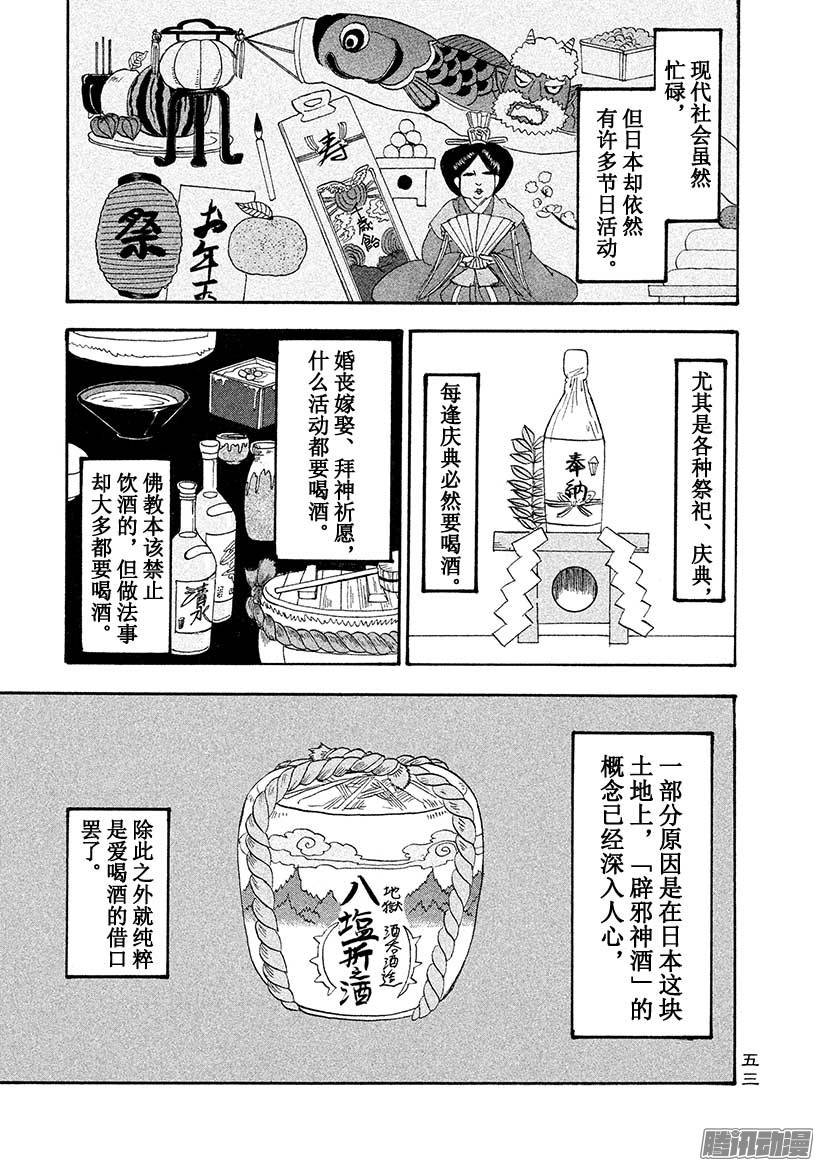 现代社会虽然
忙碌，
但日本却依然
有许多节日活动。
寿
千歳飴
祭
お年玉
尤其是各种祭祀、庆典，
每逢庆典必然要喝酒。
奉納
婚丧嫁娶、拜神祈愿，
什么活动都要喝酒。
佛教本该禁止
饮酒的，但做法事
却大多都要喝酒。
清水
一部分原因是在日本这块
土地上，「辟邪神酒」的
概念已经深入人心，
地獄
酒呑酒造
八塩折之酒
除此之外就纯粹
是爱喝酒的借口
罢了。
五三
腾讯动漫